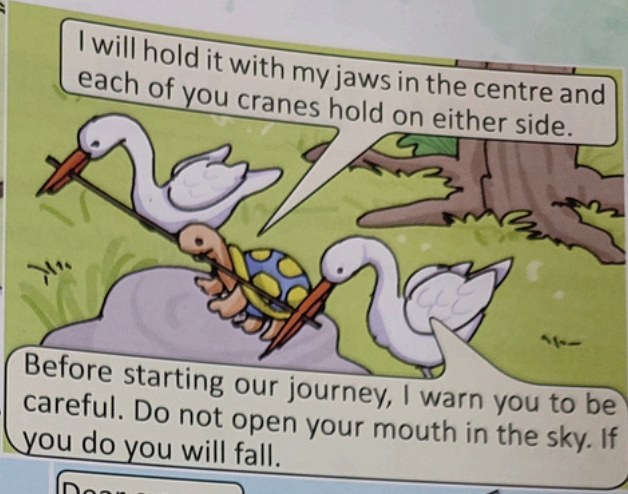 I will hold it with my jaws in the centre and
each of you cranes hold on either side.
Before starting our journey, I warn you to be
careful. Do not open your mouth in the sky. If
you do you will fall.